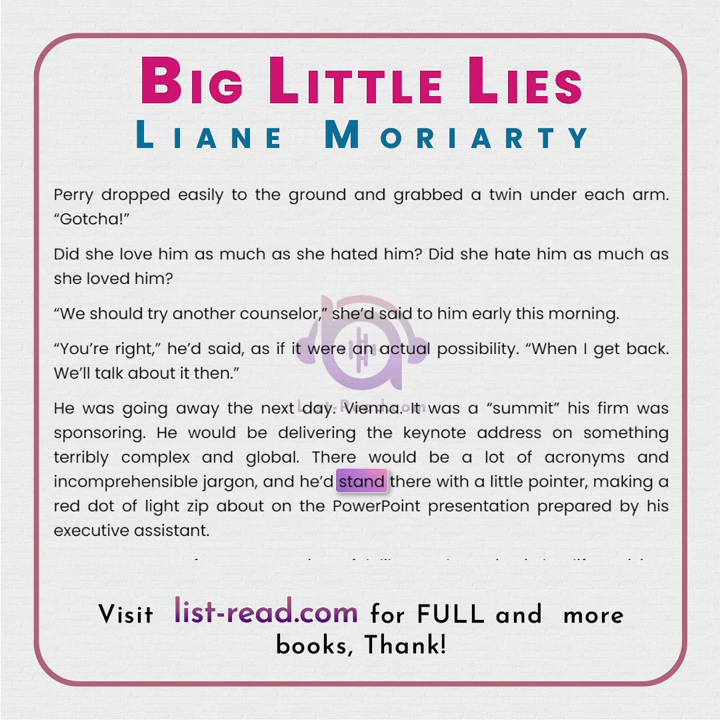 BIG LITTLE LIES
LIANE MORIARTY
Perry dropped easily to the ground and grabbed a twin under each arm.
“Gotcha!”
Did she love him as much as she hated him? Did she hate him as much as
she loved him?
“We should try another counselor,” she’d said to him early this morning.
“You’re right,” he’d said, as if it were an actual possibility. “When I get back.
We’ll talk about it then.”
List-Read.com
He was going away the next day. Vienna. It was a “summit” his firm was
sponsoring. He would be delivering the keynote address on something
terribly complex and global. There would be a lot of acronyms and
incomprehensible jargon, and he’d stand there with a little pointer, making a
red dot of light zip about on the PowerPoint presentation prepared by his
executive assistant.
Visit list-read.com for FULL and more
books, Thank!